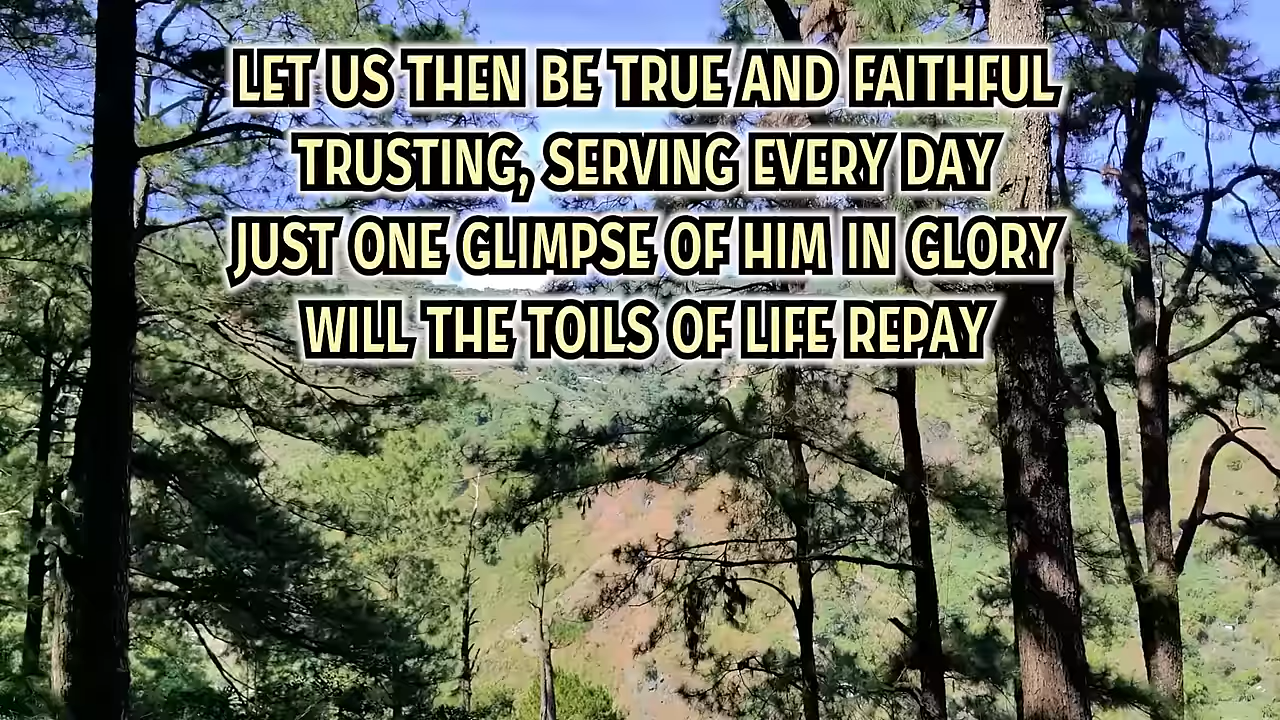 LET US THEN BE TRUE AND FAITHFUL
TRUSTING, SERVING EVERY DAY
JUST ONE GLIMPSE OF HIM IN GLORY
WILL THE TOILS OF LIFE REPAY